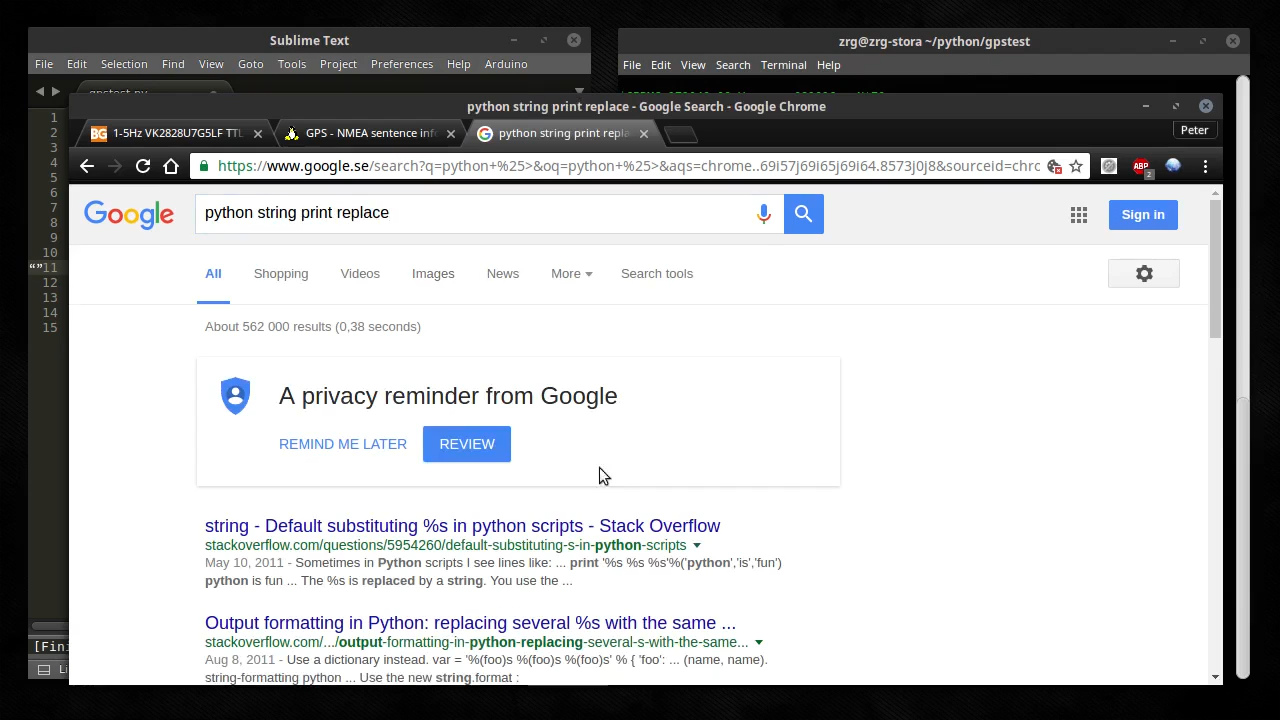 Sublime Text
File Edit Selection Find View Goto Tools Project Preferences Help Arduino
gpstest.py
1
2
3
4
5
6
7
8
9
10
“”11
12
13
14
15
[Fini
Li
zrg@zrg-stora ~/python/gpstest
File Edit View Search Terminal Help
python string print replace - Google Search - Google Chrome
1-5Hz VK2828U7G5LF TTL
GPS - NMEA sentence info
python string print repla
Peter
https://www.google.se/search?q=python+%25>&oq=python+%25>&aqs=chrome..69i57j69i65j69i64.8573j0j8&sourceid=chrc
ABP
2
Google
python string print replace
Sign in
All Shopping Videos Images News More Search tools
About 562 000 results (0,38 seconds)
A privacy reminder from Google
REMIND ME LATER REVIEW
string - Default substituting %s in python scripts - Stack Overflow
stackoverflow.com/questions/5954260/default-substituting-s-in-python-scripts
May 10, 2011 - Sometimes in Python scripts I see lines like: ... print '%s %s %s'%('python','is','fun')
python is fun ... The %s is replaced by a string. You use the ...
Output formatting in Python: replacing several %s with the same ...
stackoverflow.com/.../output-formatting-in-python-replacing-several-s-with-the-same...
Aug 8, 2011 - Use a dictionary instead. var = '%(foo)s %(foo)s %(foo)s' % { 'foo': ... (name, name).
string-formatting python ... Use the new string.format :